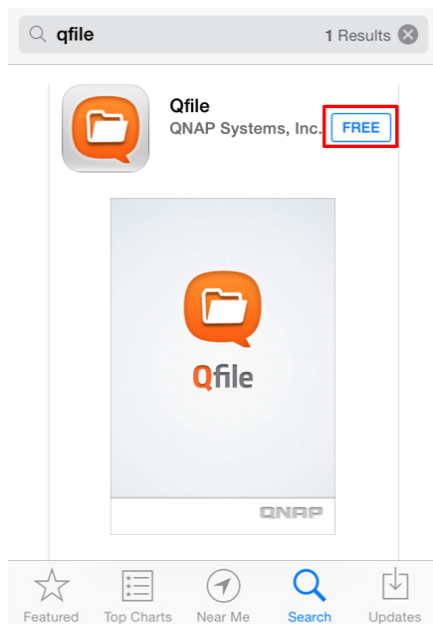 qfile 1 Results
Qfile
QNAP Systems, Inc. FREE
Qfile
QNAP
Featured Top Charts Near Me Search Updates